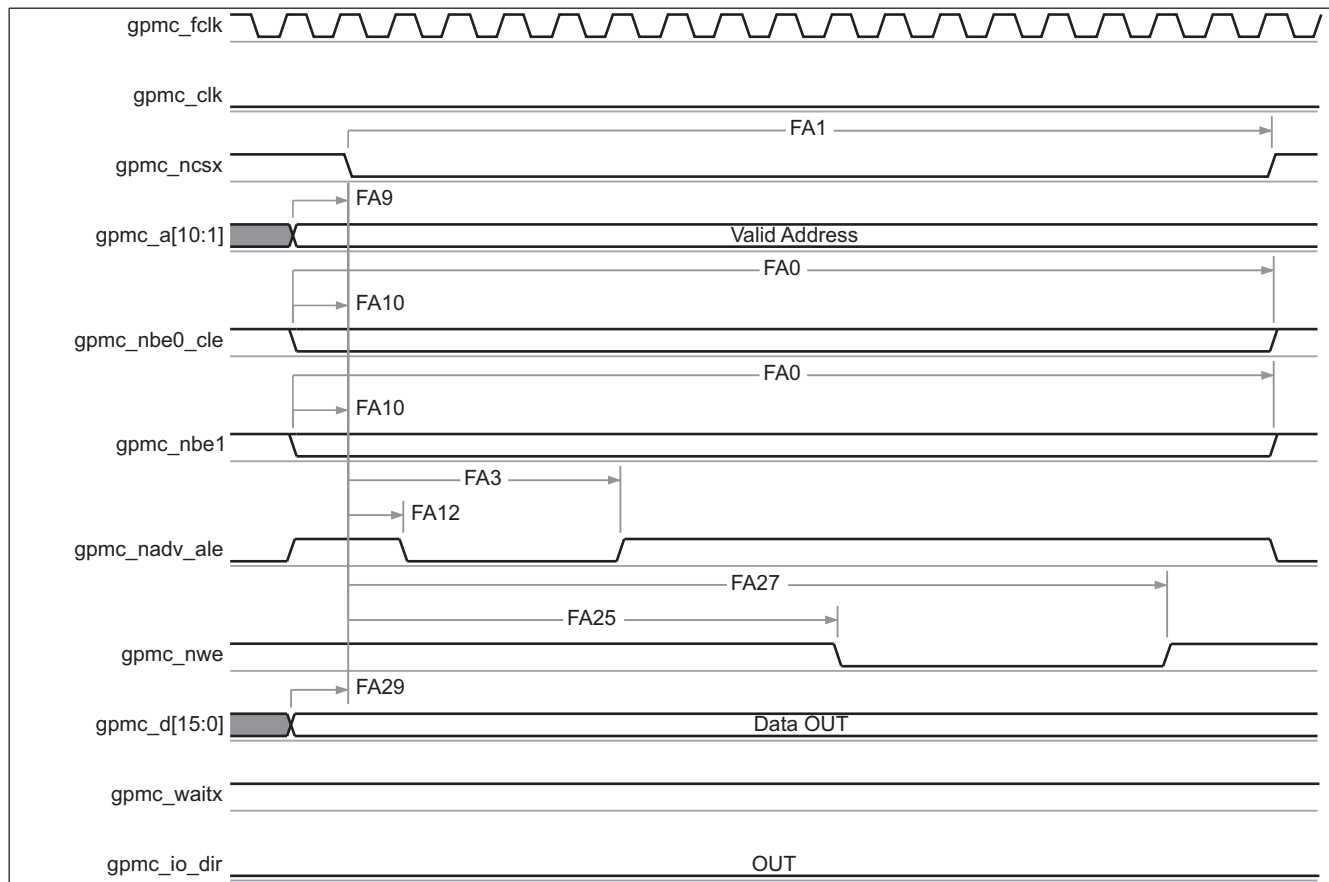 gpmc_fclk
gpmc_clk
FA1
gpmc_ncsx
FA9
gpmc_a[10:1]
Valid Address
FA0
FA10
gpmc_nbe0_cle
FA0
FA10
gpmc_nbe1
FA3
FA12
gpmc_nadv_ale
FA27
FA25
gpmc_nwe
FA29
gpmc_d[15:0]
Data OUT
gpmc_waitx
gpmc_io_dir
OUT